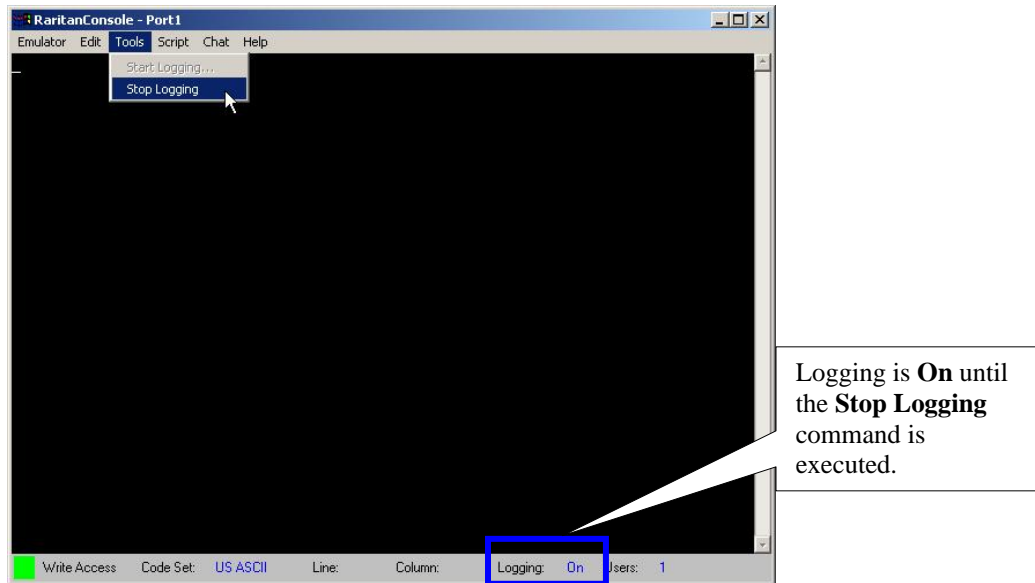 RaritanConsole - Port1
Emulator Edit Tools Script Chat Help
Start Logging...
Stop Logging
Logging is On until
the Stop Logging
command is
executed.
Write Access Code Set: US ASCII Line: Column: Logging: On Users: 1